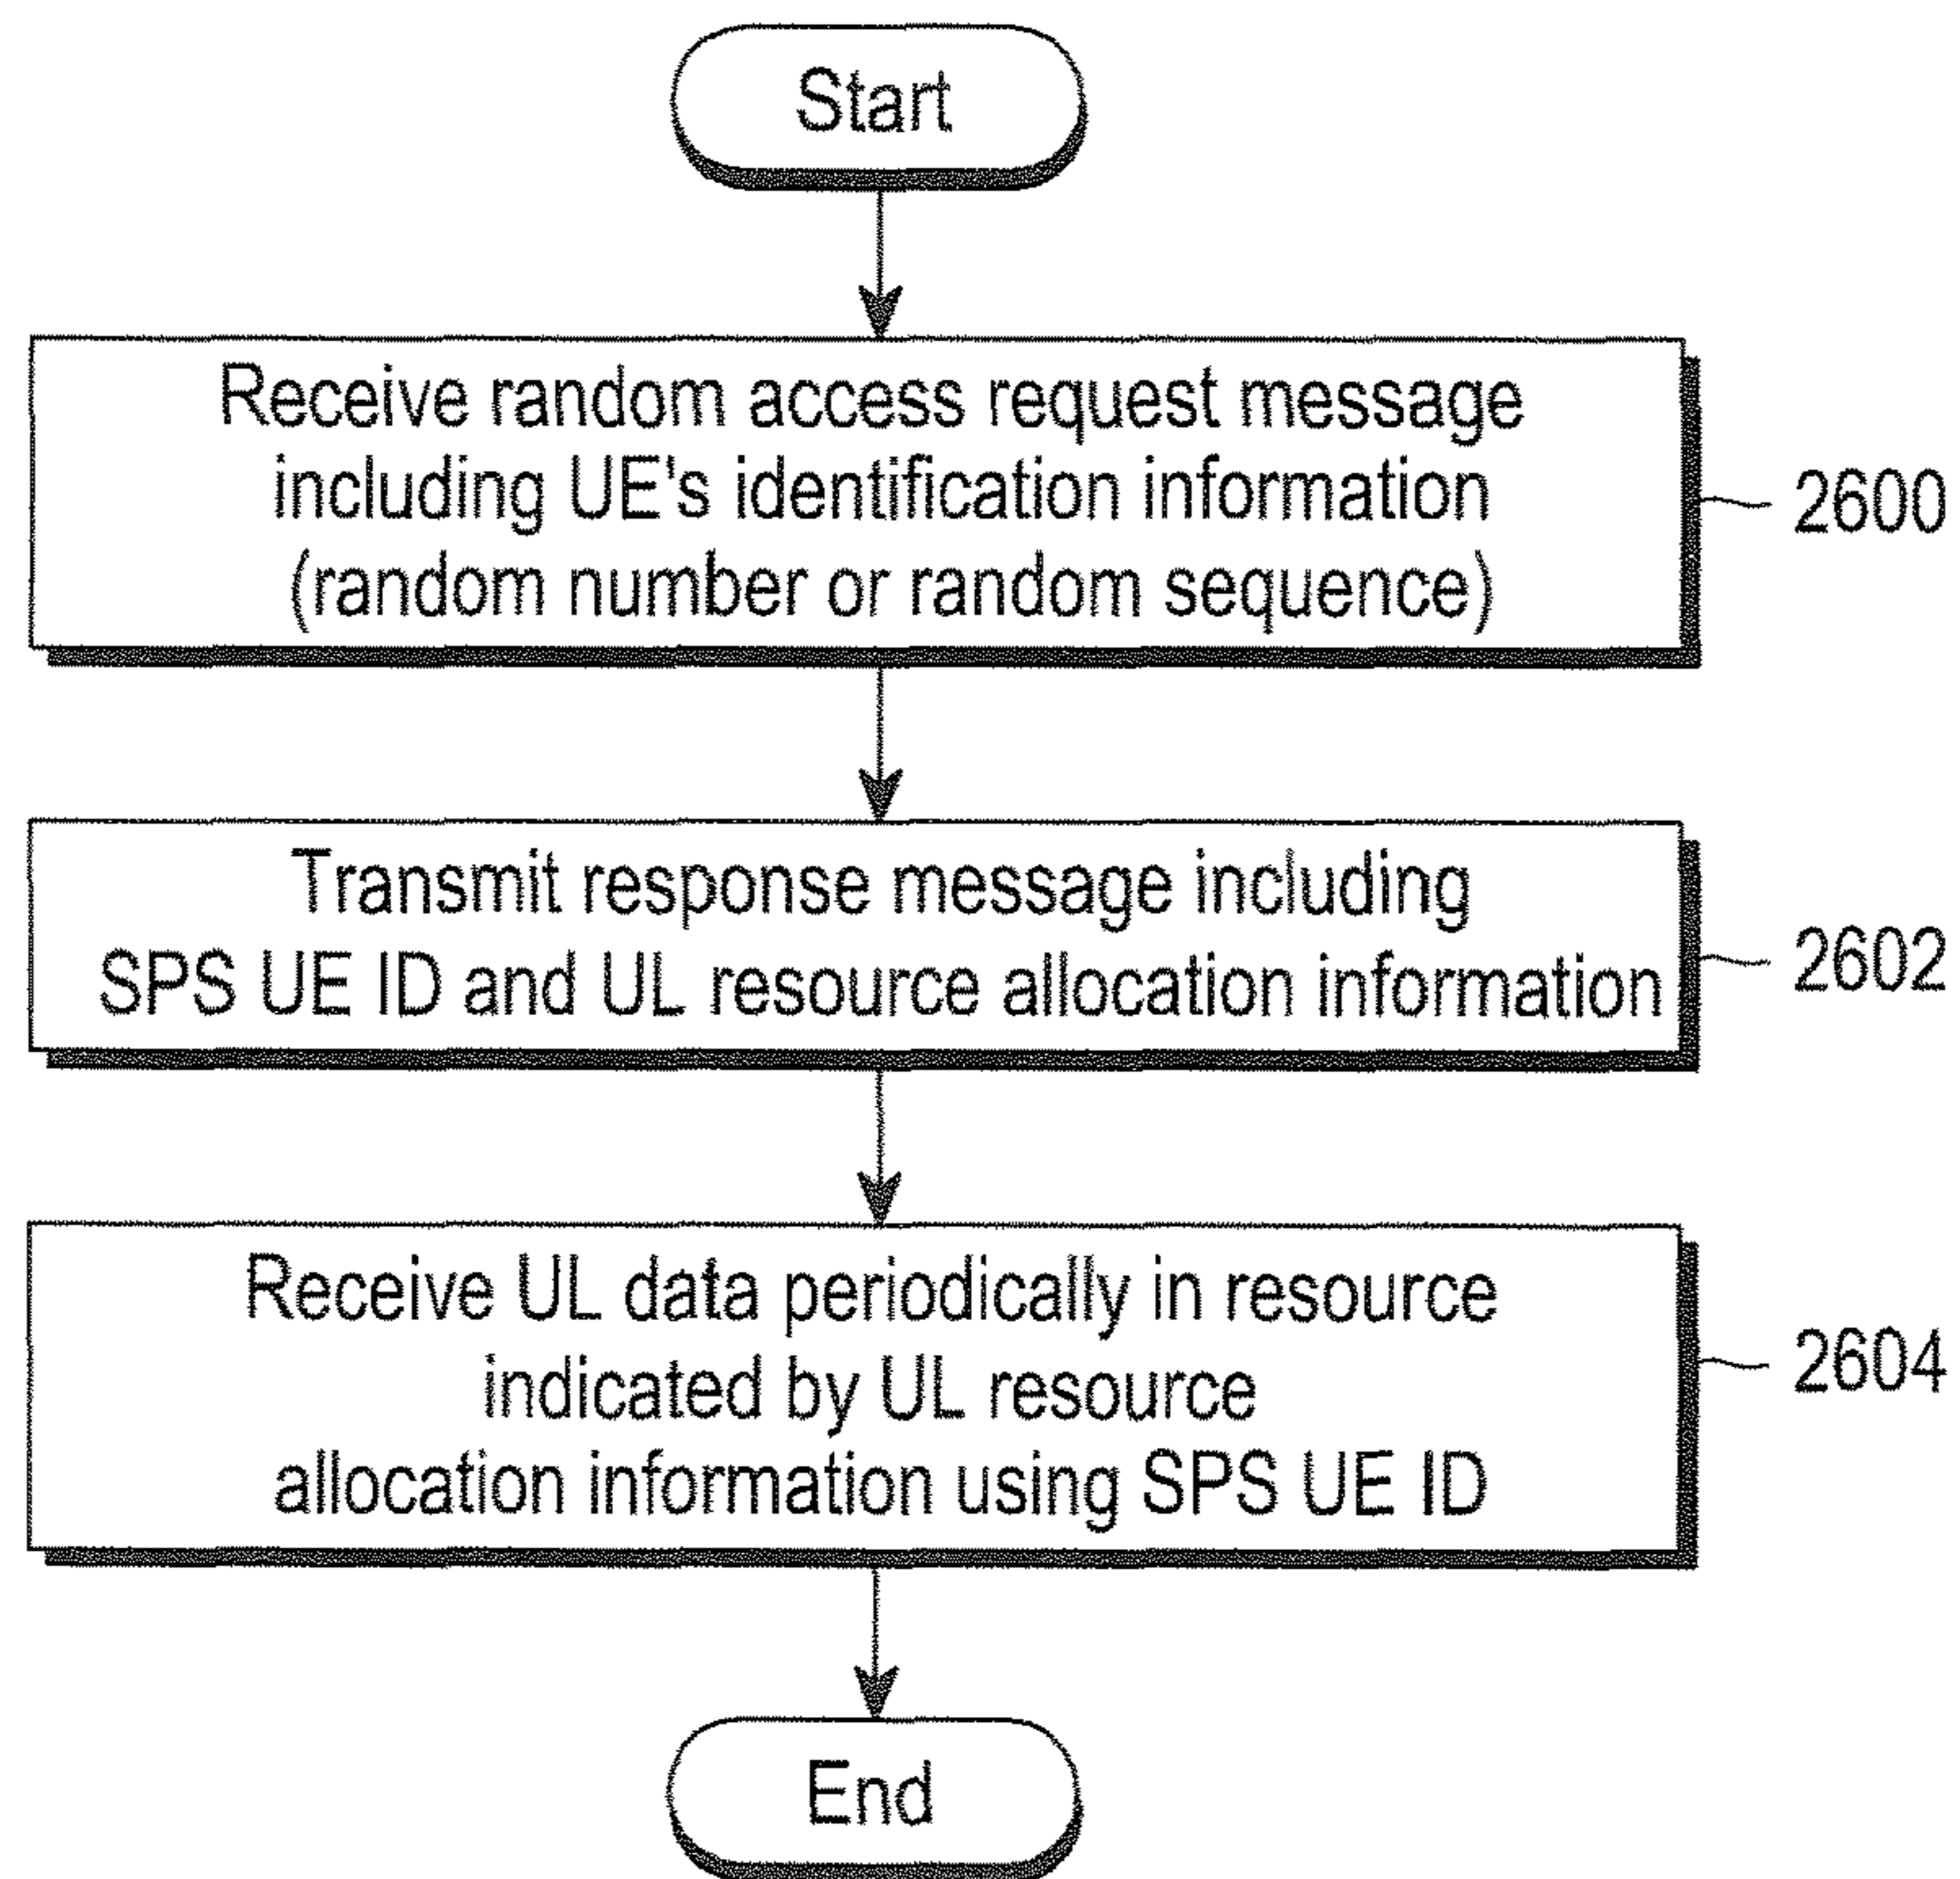 Start
Receive random access request message
including UE's identification information
(random number or random sequence)
2600
Transmit response message including
SPS UE ID and UL resource allocation information
2602
Receive UL data periodically in resource
indicated by UL resource
allocation information using SPS UE ID
2604
End